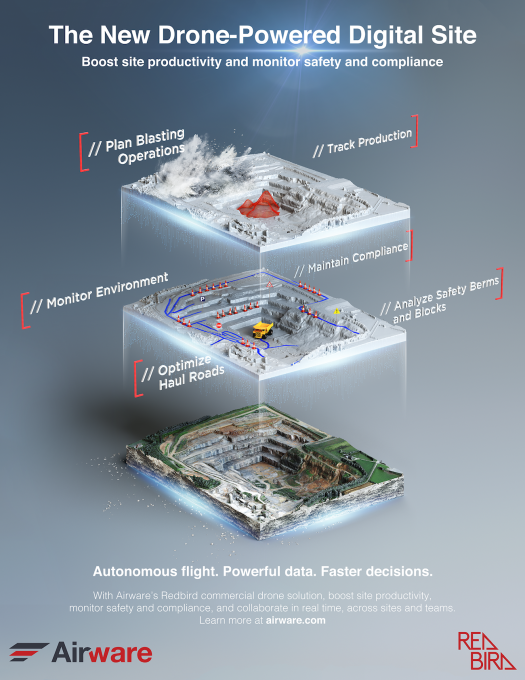 The New Drone-Powered Digital Site
Boost site productivity and monitor safety and compliance
// Plan Blasting
Operations
// Track Production
// Maintain Compliance
// Monitor Environment
// Analyze Safety Berms
and Blocks
// Optimize
Haul Roads
P
Autonomous flight. Powerful data. Faster decisions.
With Airware's Redbird commercial drone solution, boost site productivity,
monitor safety and compliance, and collaborate in real time, across sites and teams.
Learn more at airware.com
Airware
RED
BIRD